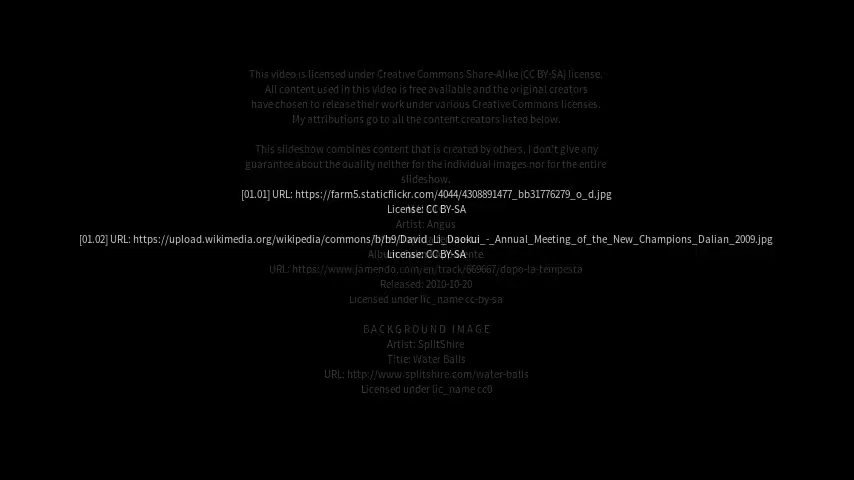 This video is licensed under Creative Commons Share-Alike (CC BY-SA) license.
All content used in this video is free available and the original creators
have chosen to release their work under various Creative Commons licenses.
My attributions go to all the content creators listed below.
This slideshow combines content that is created by others. I don't give any
guarantee about the quality neither for the individual images nor for the entire
slideshow.
[01.01] URL: https://farm5.staticflickr.com/4044/4308891477_bb31776279_o_d.jpg
License: CC BY-SA
Artist: Angus
[01.02] URL: https://upload.wikimedia.org/wikipedia/commons/b/b9/David_Li_Daokui_-_Annual_Meeting_of_the_New_Champions_Dalian_2009.jpg
License: CC BY-SA
URL: https://www.jamendo.com/en/track/669667/dopo-la-tempesta
Released: 2010-10-20
Licensed under lic_name cc-by-sa
BACKGROUND IMAGE
Artist: SplitShire
Title: Water Balls
URL: http://www.splitshire.com/water-balls
Licensed under lic_name cc0